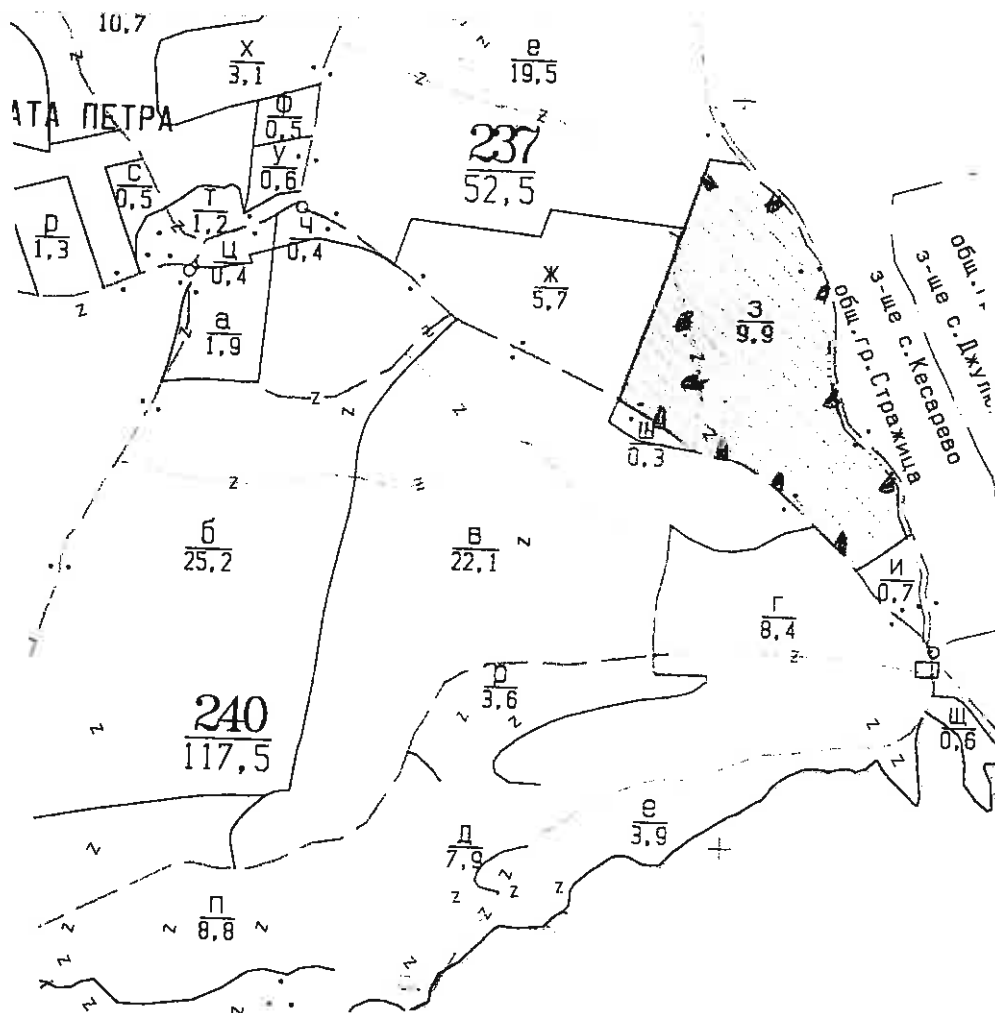 10,7
Х
3,1
в
19,5
АТА ПЕТРА
Ф
0,5
237
52,5
У
0,6
С
0,5
Т
1,2
р
1,3
Ч
0,4
Ц
0,4
Ж
5,7
З
9,9
а
1,9
общ.гр.Стражица
з-ще с.Кесарево
з-ще с.Джулю
общ.
Ш
0,3
б
25,2
В
22,1
И
0,7
Г
8,4
р
3,6
240
117,5
Щ
0,6
Д
7,9
е
3,9
П
8,8